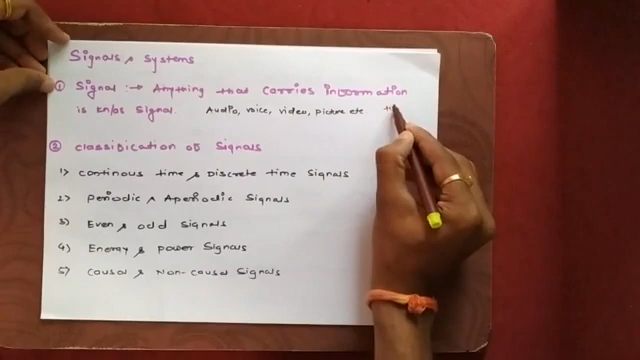 Signals & Systems
① Signal :→ Anything that carries information
is kn/as signal. Audio, voice, video, picture etc
② Classification of Signals
1> Continous time & Discrete time signals
2> Periodic & Aperiodic signals
3> Even & odd signals
4> Energy & power signals
5> Causal & Non-causal signals